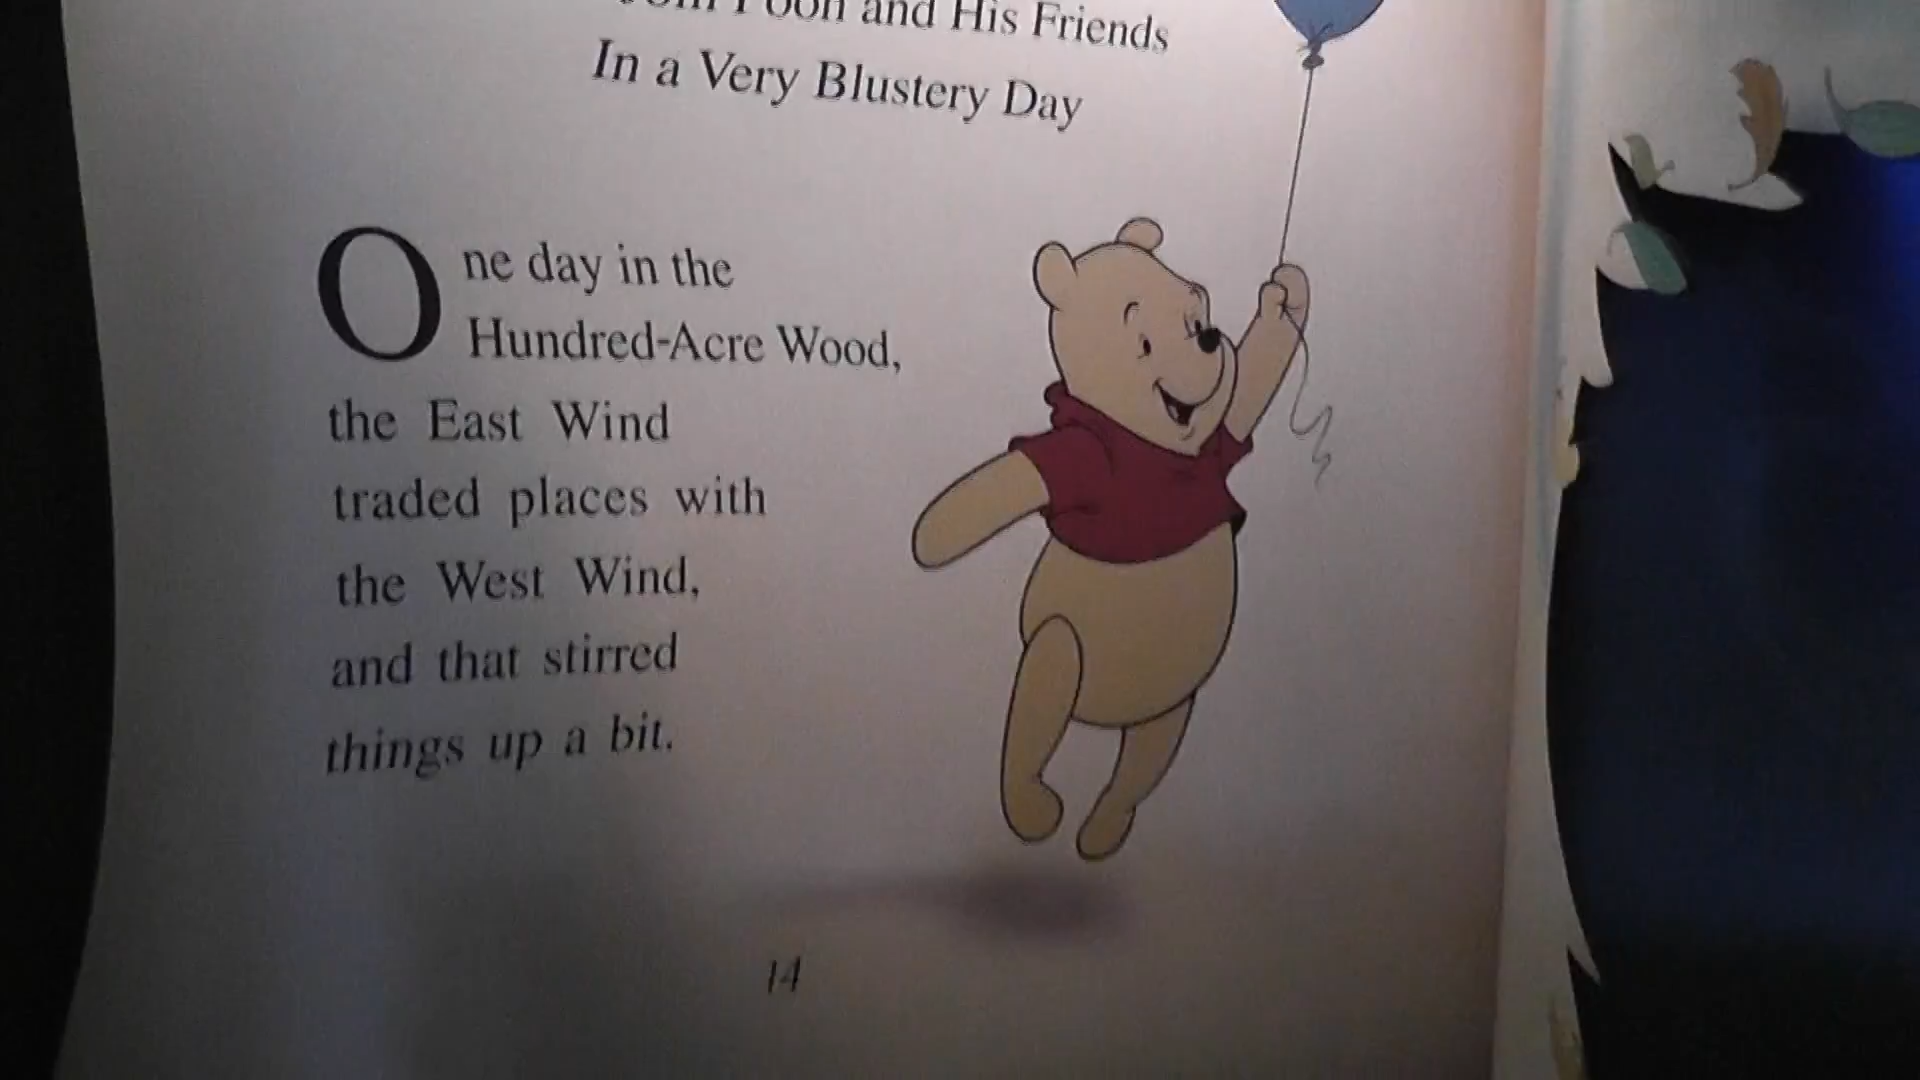 Pooh and His Friends
In a Very Blustery Day
One day in the
Hundred-Acre Wood,
the East Wind
traded places with
the West Wind,
and that stirred
things up a bit.
14